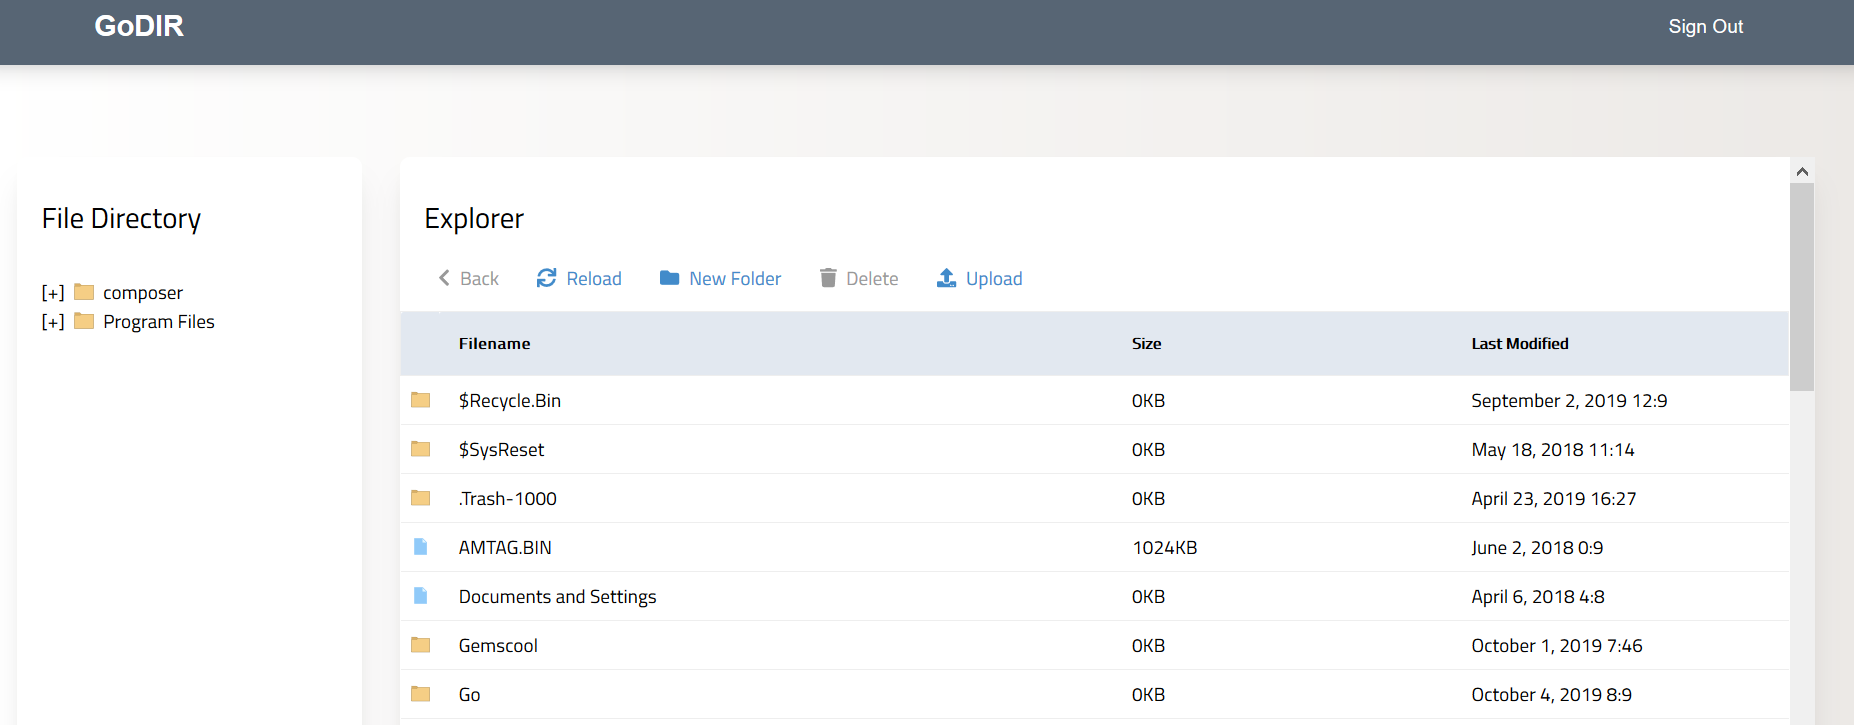 GoDIR Sign Out
File Directory
[+] composer
[+] Program Files
Explorer
Back Reload New Folder Delete Upload
Filename Size Last Modified
$Recycle.Bin 0KB September 2, 2019 12:9
$SysReset 0KB May 18, 2018 11:14
.Trash-1000 0KB April 23, 2019 16:27
AMTAG.BIN 1024KB June 2, 2018 0:9
Documents and Settings 0KB April 6, 2018 4:8
Gemscool 0KB October 1, 2019 7:46
Go 0KB October 4, 2019 8:9